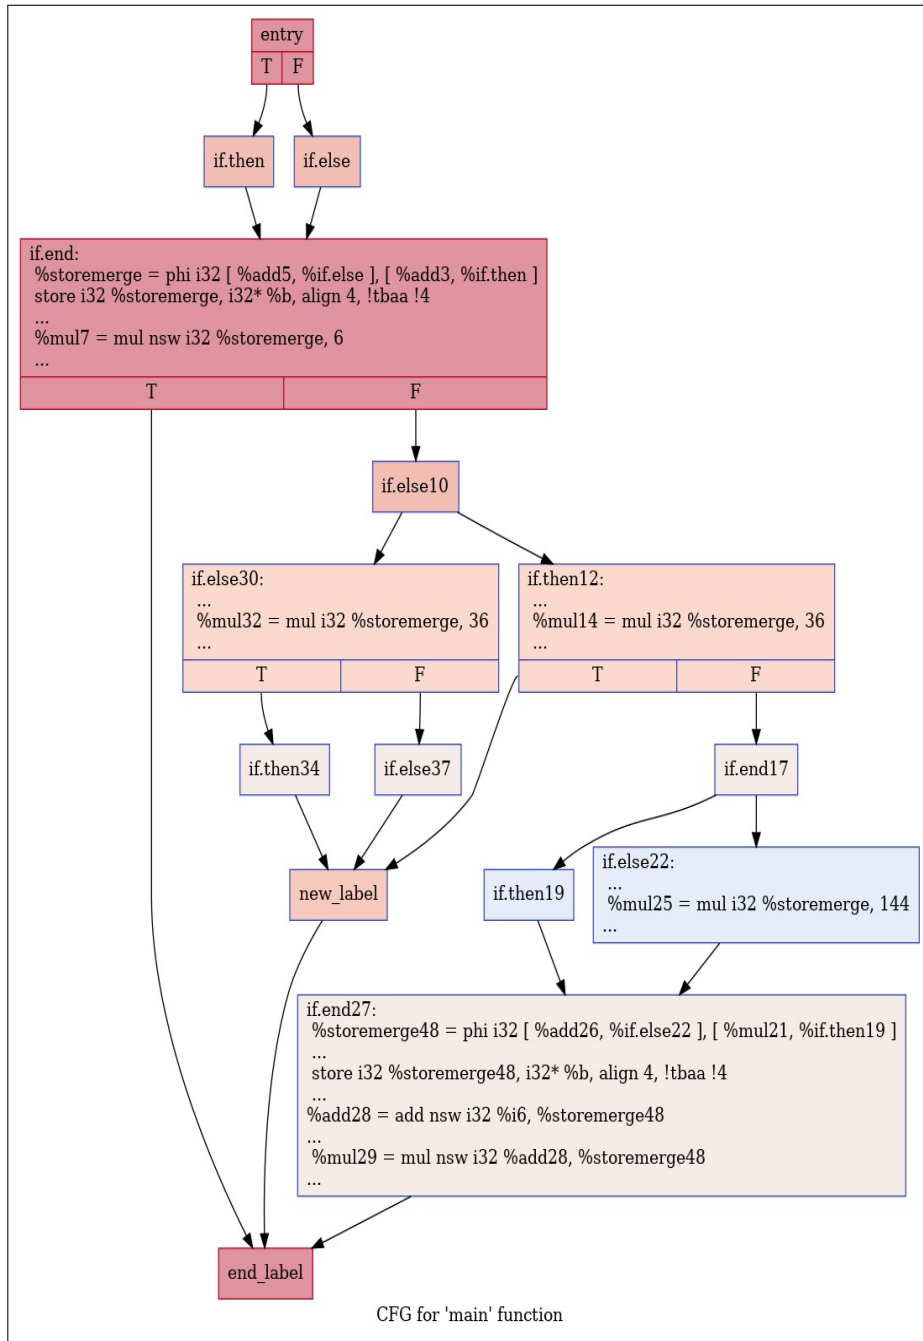 entry
T F
if.then if.else
if.end:
%storemerge = phi i32 [ %add5, %if.else ], [ %add3, %if.then ]
store i32 %storemerge, i32* %b, align 4, !tbaa !4
...
%mul7 = mul nsw i32 %storemerge, 6
...
T F
if.else10
if.else30:
...
%mul32 = mul i32 %storemerge, 36
...
T F
if.then12:
...
%mul14 = mul i32 %storemerge, 36
...
T F
if.then34 if.else37 if.end17
new_label
if.then19
if.else22:
...
%mul25 = mul i32 %storemerge, 144
...
if.end27:
%storemerge48 = phi i32 [ %add26, %if.else22 ], [ %mul21, %if.then19 ]
...
store i32 %storemerge48, i32* %b, align 4, !tbaa !4
...
%add28 = add nsw i32 %i6, %storemerge48
...
%mul29 = mul nsw i32 %add28, %storemerge48
...
end_label
CFG for 'main' function